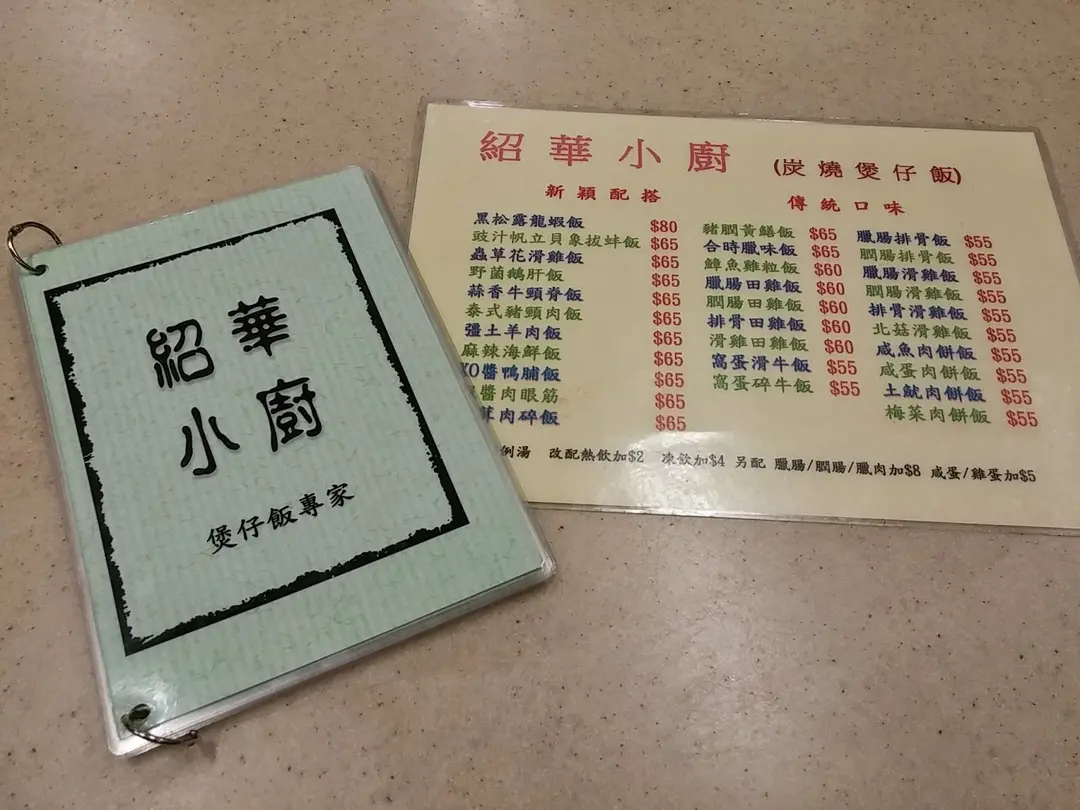 紹華
小廚
煲仔飯專家
紹華小廚 (炭燒煲仔飯)
新穎配搭
黑松露龍蝦飯 $80
豉汁帆立貝象拔蚌飯 $65
蟲草花滑雞飯 $65
野菌鵝肝飯 $65
蒜香牛頸脊飯 $65
泰式豬頸肉飯 $65
彊土羊肉飯 $65
麻辣海鮮飯 $65
XO醬鴨脯飯 $65
醬肉眼筋 $65
肉碎飯 $65
傳統口味
豬膶黃鱔飯 $65
合時臘味飯 $65
鱆魚雞粒飯 $60
臘腸田雞飯 $60
膶腸田雞飯 $60
排骨田雞飯 $60
滑雞田雞飯 $60
窩蛋滑牛飯 $55
窩蛋碎牛飯 $55
臘腸排骨飯 $55
膶腸排骨飯 $55
臘腸滑雞飯 $55
膶腸滑雞飯 $55
排骨滑雞飯 $55
北菇滑雞飯 $55
咸魚肉餅飯 $55
咸蛋肉餅飯 $55
土魷肉餅飯 $55
梅菜肉餅飯 $55
例湯 改配熱飲加$2 凍飲加$4 另配 臘腸/膶腸/臘肉加$8 咸蛋/雞蛋加$5